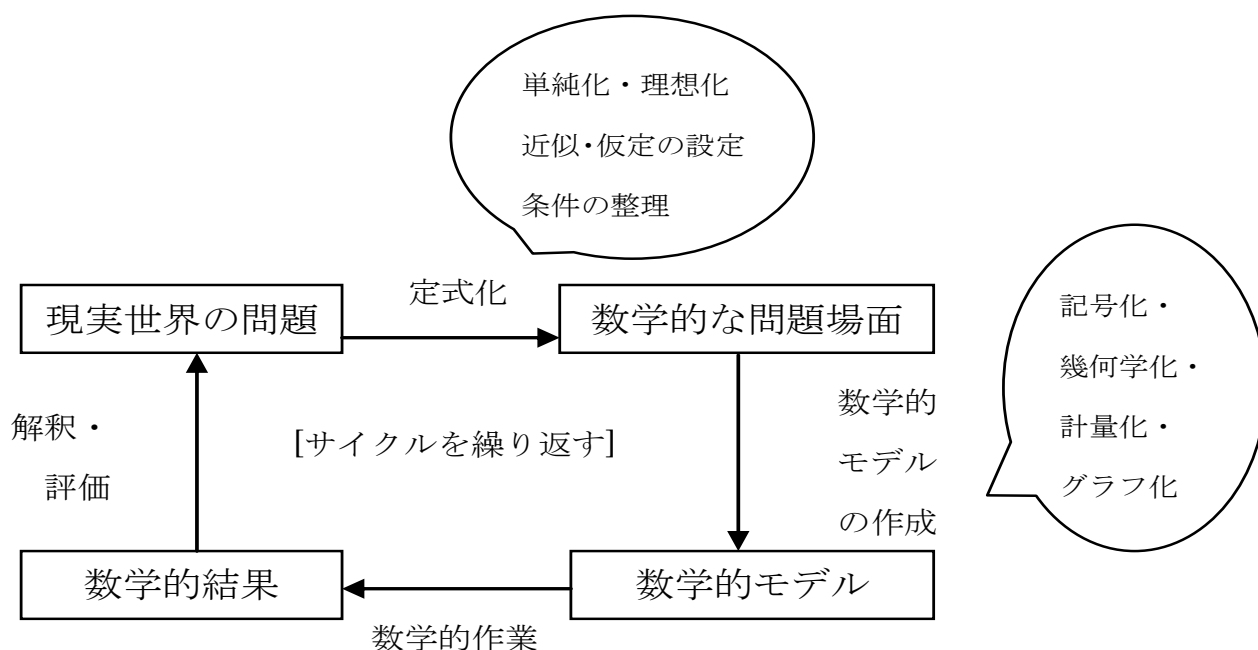 単純化・理想化
近似・仮定の設定
条件の整理
定式化
現実世界の問題
数学的な問題場面
記号化・
幾何学化・
計量化・
グラフ化
解釈・
評価
[サイクルを繰り返す]
数学的
モデル
の作成
数学的結果
数学的モデル
数学的作業